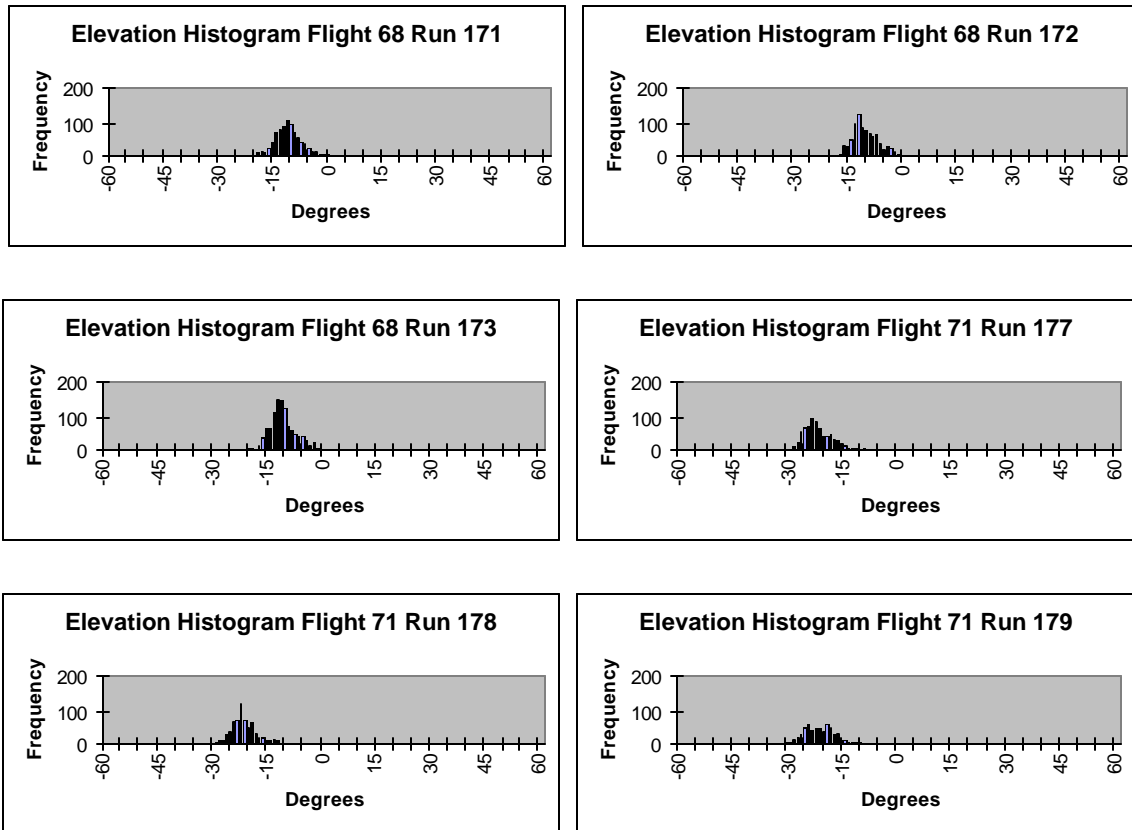 Elevation Histogram Flight 68 Run 171
Frequency
200
100
0
-60 -45 -30 -15 0 15 30 45 60
Degrees
Elevation Histogram Flight 68 Run 172
Frequency
200
100
0
-60 -45 -30 -15 0 15 30 45 60
Degrees
Elevation Histogram Flight 68 Run 173
Frequency
200
100
0
-60 -45 -30 -15 0 15 30 45 60
Degrees
Elevation Histogram Flight 71 Run 177
Frequency
200
100
0
-60 -45 -30 -15 0 15 30 45 60
Degrees
Elevation Histogram Flight 71 Run 178
Frequency
200
100
0
-60 -45 -30 -15 0 15 30 45 60
Degrees
Elevation Histogram Flight 71 Run 179
Frequency
200
100
0
-60 -45 -30 -15 0 15 30 45 60
Degrees